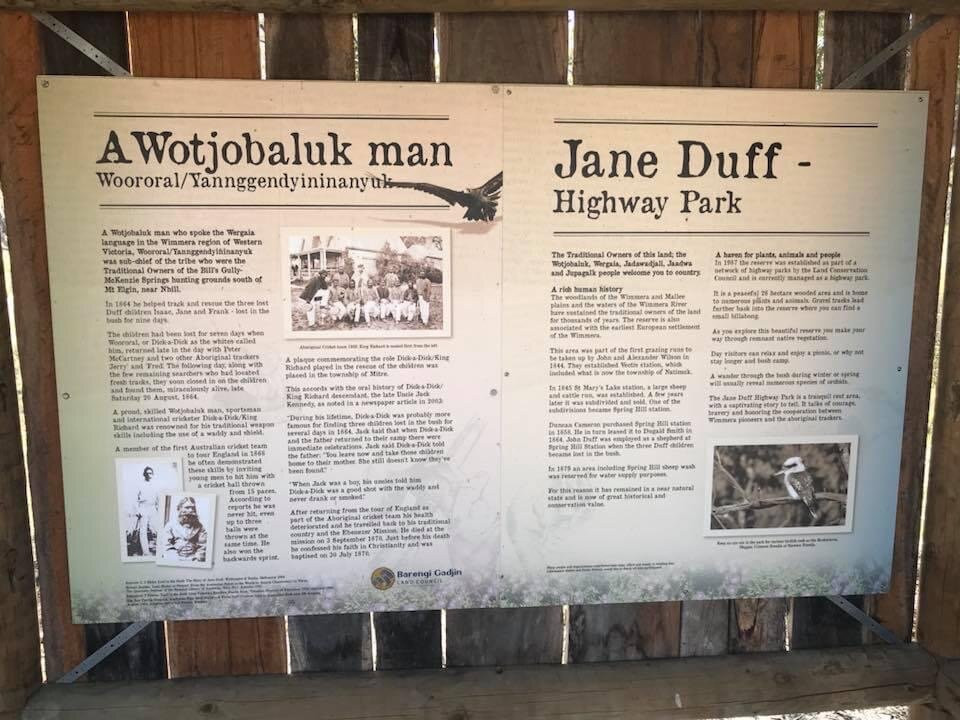 A Wotjobaluk man
Woororal/Yannggendyininanyuk
A Wotjobaluk man who spoke the Wergaia
language in the Wimmera region of Western
Victoria, Woororal/Yanggendyininanyuk
was sub-chief of the tribe who were the
Traditional Owners of the Bill's Gully-
McKenzie Springs hunting grounds south of
Mt Elgin, near Nhill.
In 1864 he helped track and rescue the three lost
Duff children Isaac, Jane and Frank - lost in the
bush for nine days.
The children had been lost for seven days when
Woororal, or Dick-a-Dick as the whites called
him, returned late in the day with Peter
McCartney and two other Aboriginal trackers
'Jerry' and 'Fred'. The following day, along with
the few remaining searchers who had located
fresh tracks, they soon closed in on the children
and found them, miraculously alive, late,
Saturday 20 August, 1864.
A proud, skilled Wotjobaluk man, sportsman
and international cricketer Dick-a-Dick/King
Richard was renowned for his traditional weapon
skills including the use of a waddy and shield.
A member of the first Australian cricket team
to tour England in 1868
he often demonstrated
these skills by inviting
young men to hit him with
a cricket ball thrown
from 15 paces.
According to
reports he was
never hit, even
up to three
balls were
thrown at the
same time. He
also won the
backwards sprint.
Aboriginal Cricket team 1868. King Richard is seated first from the left.
A plaque commemorating the role Dick-a-Dick/King
Richard played in the rescue of the children was
placed in the township of Mitre.
This accords with the oral history of Dick-a-Dick/
King Richard descendant, the late Uncle Jack
Kennedy, as noted in a newspaper article in 2003:
"During his lifetime, Dick-a-Dick was probably more
famous for finding three children lost in the bush for
several days in 1864. Jack said that when Dick-a-Dick
and the father returned to their camp there were
immediate celebrations. Jack said Dick-a-Dick told
the father: "You leave now and take those children
home to their mother. She still doesn't know they've
been found."
"When Jack was a boy, his uncles told him
Dick-a-Dick was a good shot with the waddy and
never drank or smoked."
After returning from the tour of England as
part of the Aboriginal cricket team his health
deteriorated and he travelled back to his traditional
country and the Ebenezer Mission. He died at the
mission on 3 September 1870. Just before his death
he confessed his faith in Christianity and was
baptised on 20 July 1870.
Barengi Gadjin
LAND COUNCIL
Jane Duff -
Highway Park
The Traditional Owners of this land; the
Wotjobaluk, Wergaia, Jadawadjali, Jaadwa
and Jupagalk people welcome you to country.
A rich human history
The woodlands of the Wimmera and Mallee
plains and the waters of the Wimmera River
have sustained the traditional owners of the land
for thousands of years. The reserve is also
associated with the earliest European settlement
of the Wimmera.
This area was part of the first grazing runs to
be taken up by John and Alexander Wilson in
1844. They established Vectis station, which
included what is now the township of Natimuk.
In 1845 St Mary's Lake station, a large sheep
and cattle run, was established. A few years
later it was subdivided and sold. One of the
subdivisions became Spring Hill station.
Duncan Cameron purchased Spring Hill station
in 1858. He in turn leased it to Dugald Smith in
1864. John Duff was employed as a shepherd at
Spring Hill Station when the three Duff children
became lost in the bush.
In 1879 an area including Spring Hill sheep wash
was reserved for water supply purposes.
For this reason it has remained in a near natural
state and is now of great historical and
conservation value.
A haven for plants, animals and people
In 1987 the reserve was established as part of a
network of highway parks by the Land Conservation
Council and is currently managed as a highway park.
It is a peaceful 26 hectare wooded area and is home
to numerous plants and animals. Gravel tracks lead
further back into the reserve where you can find a
small billabong.
As you explore this beautiful reserve you make your
way through remnant native vegetation.
Day visitors can relax and enjoy a picnic, or why not
stay longer and bush camp.
A wander through the bush during winter or spring
will usually reveal numerous species of orchids.
The Jane Duff Highway Park is a tranquil rest area,
with a captivating story to tell. It talks of courage,
bravery and honoring the cooperation between
Wimmera pioneers and the aboriginal trackers.